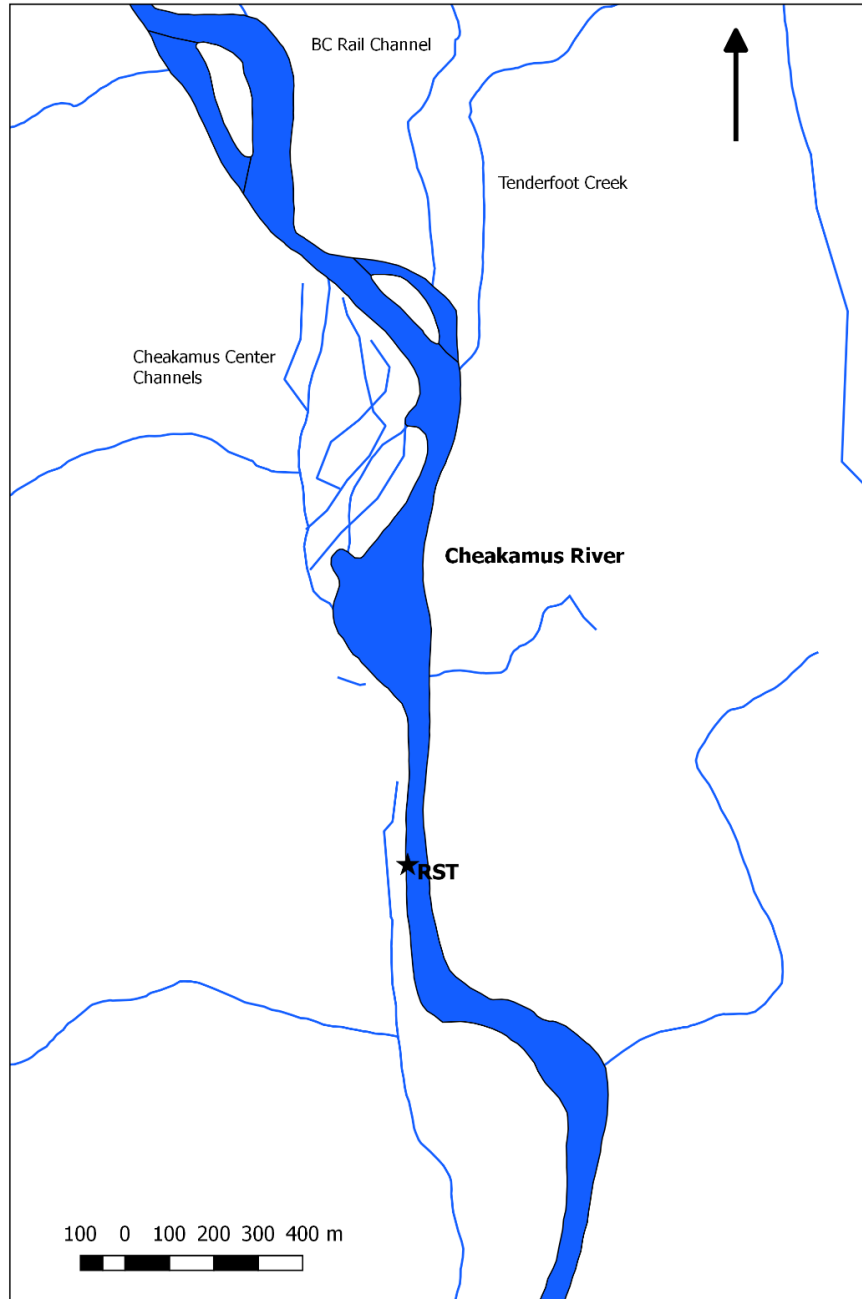 BC Rail Channel
Tenderfoot Creek
Cheakamus Center
Channels
Cheakamus River
RST
100 0 100 200 300 400 m